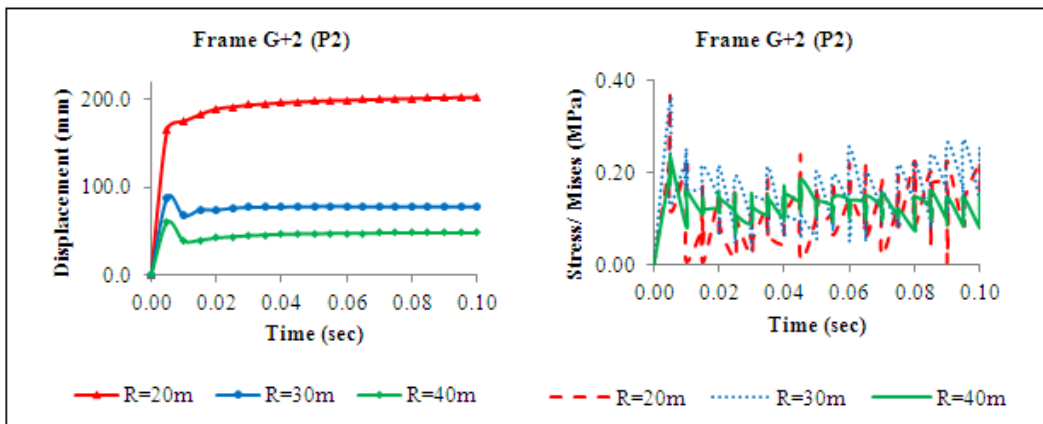 Frame G+2 (P2)
Displacement (mm)
200.0
100.0
0.0
0.00 0.02 0.04 0.06 0.08 0.10
Time (sec)
R=20m R=30m R=40m
Frame G+2 (P2)
Stress/ Mises (MPa)
0.40
0.20
0.00
0.00 0.02 0.04 0.06 0.08 0.10
Time (sec)
R=20m R=30m R=40m